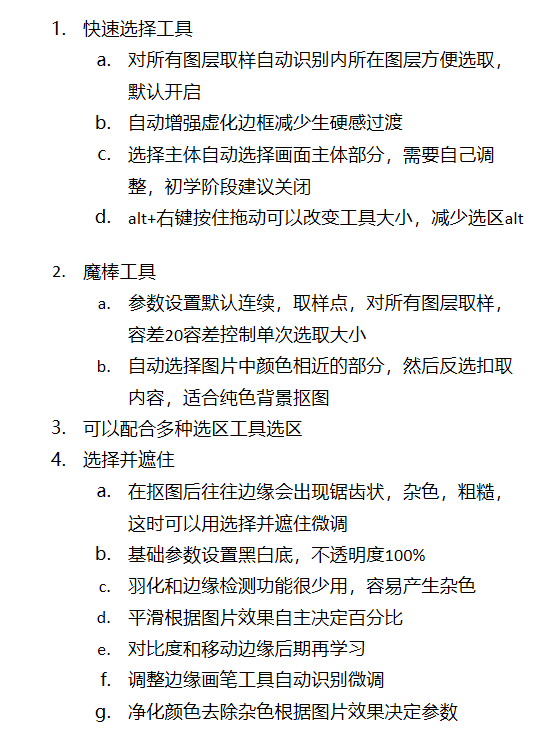 1. 快速选择工具
a. 对所有图层取样自动识别内所在图层方便选取，
默认开启
b. 自动增强虚化边框减少生硬感过渡
c. 选择主体自动选择画面主体部分，需要自己调
整，初学阶段建议关闭
d. alt+右键按住拖动可以改变工具大小，减少选区alt
2. 魔棒工具
a. 参数设置默认连续，取样点，对所有图层取样，
容差20容差控制单次选取大小
b. 自动选择图片中颜色相近的部分，然后反选扣取
内容，适合纯色背景抠图
3. 可以配合多种选区工具选区
4. 选择并遮住
a. 在抠图后往往边缘会出现锯齿状，杂色，粗糙，
这时可以用选择并遮住微调
b. 基础参数设置黑白底，不透明度100%
c. 羽化和边缘检测功能很少用，容易产生杂色
d. 平滑根据图片效果自主决定百分比
e. 对比度和移动边缘后期再学习
f. 调整边缘画笔工具自动识别微调
g. 净化颜色去除杂色根据图片效果决定参数